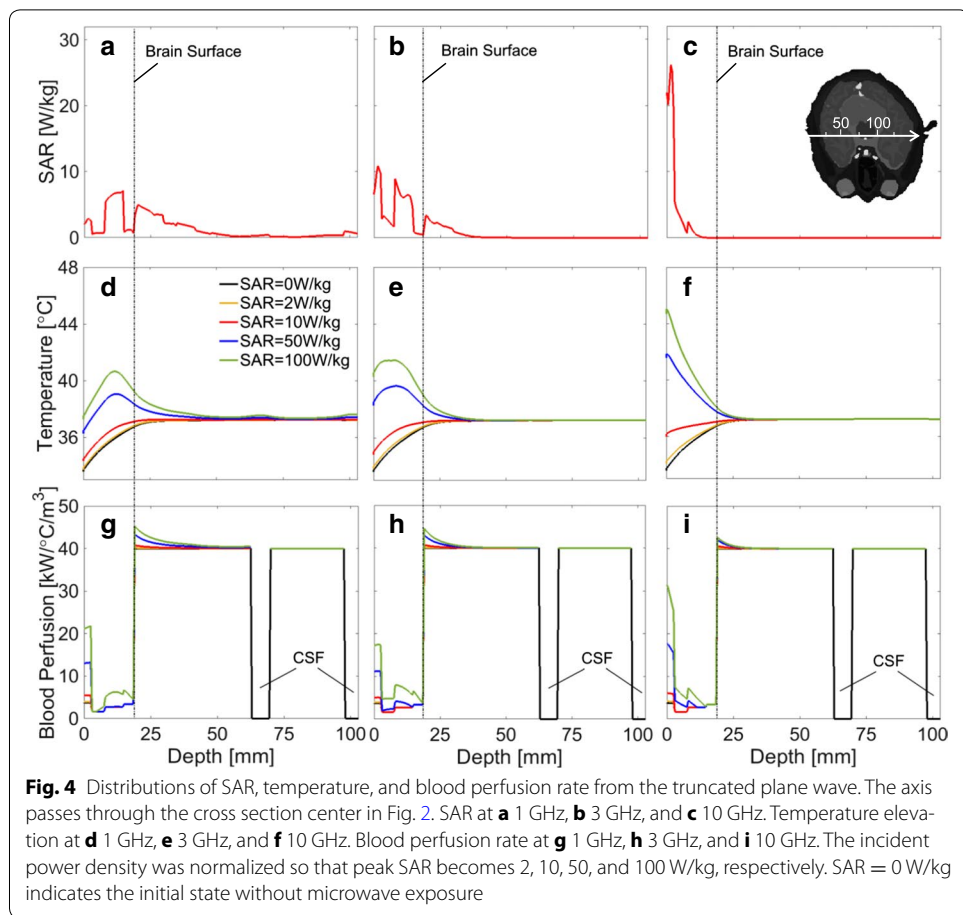 a
b
c
Brain Surface
Brain Surface
Brain Surface
SAR [W/kg]
30
20
10
0
50
100
d
e
f
Temperature [°C]
48
44
40
36
SAR=0W/kg
SAR=2W/kg
SAR=10W/kg
SAR=50W/kg
SAR=100W/kg
g
h
i
Blood Perfusion [kW/°C/m³]
50
40
30
20
10
0
CSF
CSF
CSF
0 25 50 75 100
0 25 50 75 100
0 25 50 75 100
Depth [mm]
Depth [mm]
Depth [mm]
Fig. 4 Distributions of SAR, temperature, and blood perfusion rate from the truncated plane wave. The axis
passes through the cross section center in Fig. 2. SAR at a 1 GHz, b 3 GHz, and c 10 GHz. Temperature eleva-
tion at d 1 GHz, e 3 GHz, and f 10 GHz. Blood perfusion rate at g 1 GHz, h 3 GHz, and i 10 GHz. The incident
power density was normalized so that peak SAR becomes 2, 10, 50, and 100 W/kg, respectively. SAR = 0 W/kg
indicates the initial state without microwave exposure